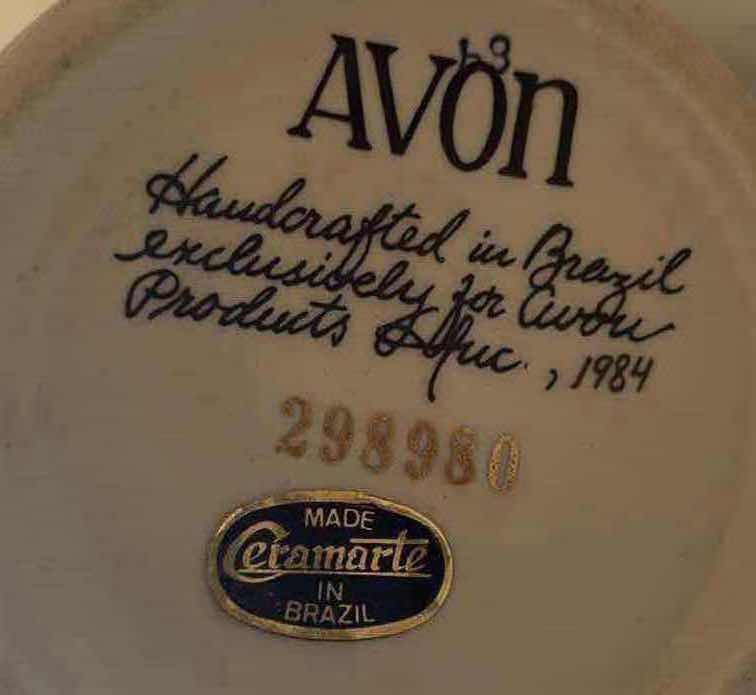 AVON
Handcrafted in Brazil
exclusively for Avon
Products Inc., 1984
298980
MADE
Ceramarte
IN
BRAZIL